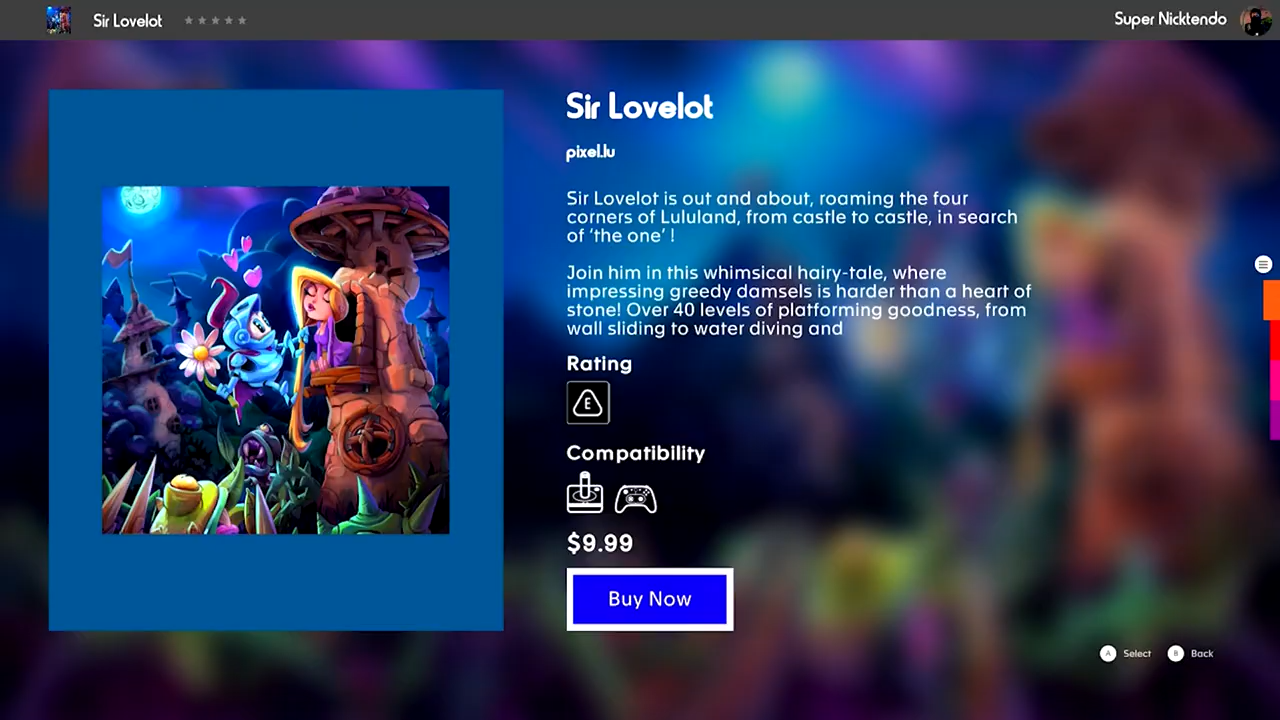 Sir Lovelot
Super Nicktendo
Sir Lovelot
pixel.lu
Sir Lovelot is out and about, roaming the four
corners of Lululand, from castle to castle, in search
of ‘the one’ !
Join him in this whimsical hairy-tale, where
impressing greedy damsels is harder than a heart of
stone! Over 40 levels of platforming goodness, from
wall sliding to water diving and
Rating
E
Compatibility
$9.99
Buy Now
A Select B Back